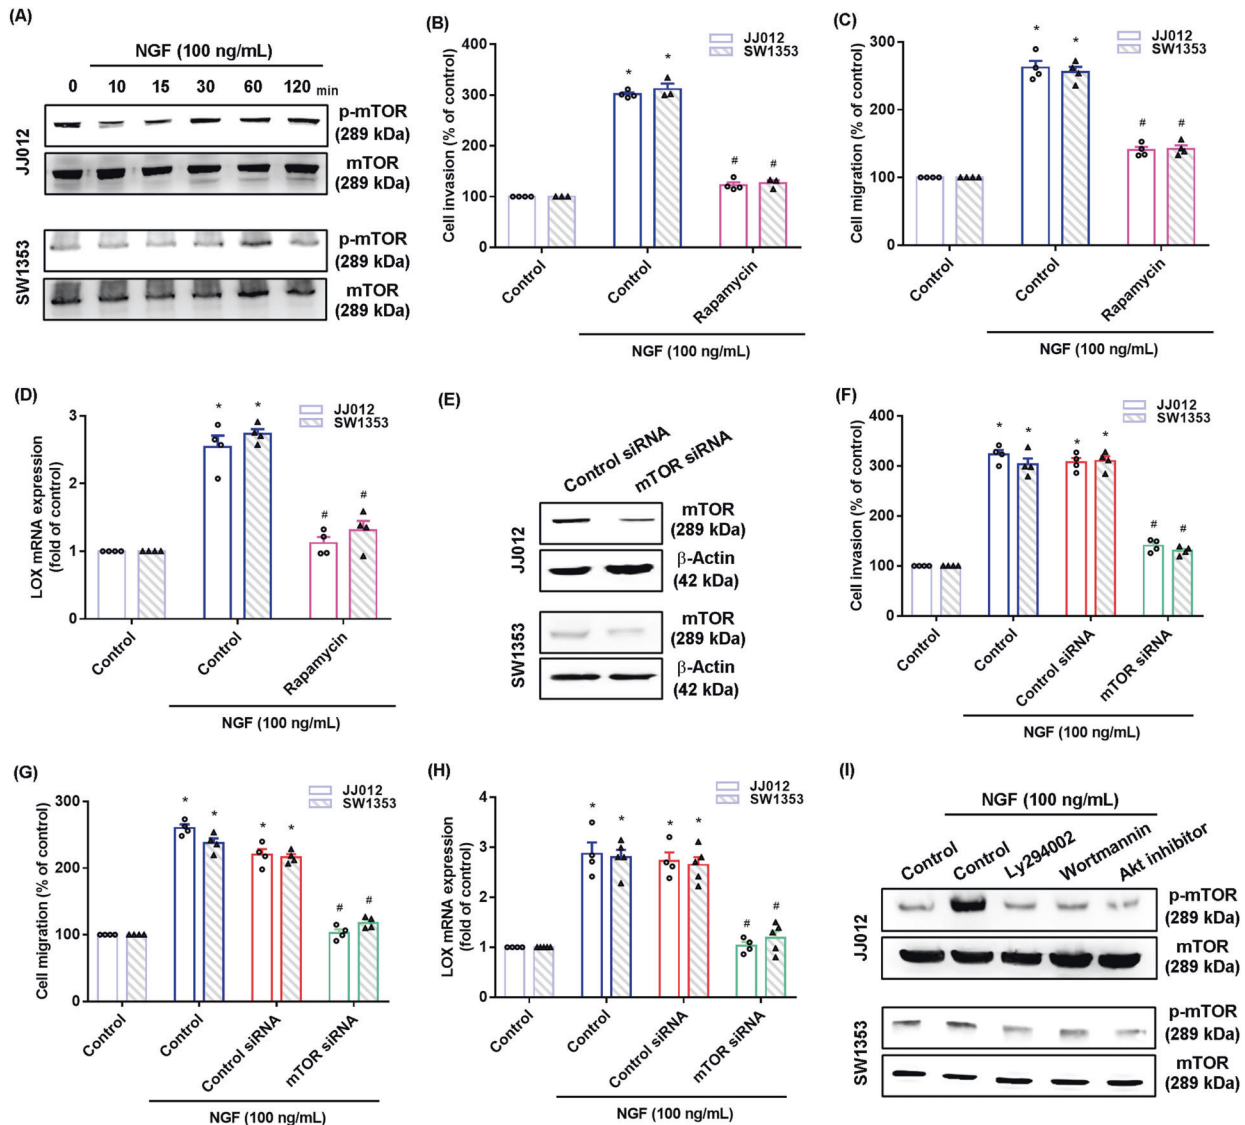 (A)
NGF (100 ng/mL)
0 10 15 30 60 120 min
JJ012
p-mTOR
(289 kDa)
mTOR
(289 kDa)
SW1353
p-mTOR
(289 kDa)
mTOR
(289 kDa)
(B)
JJ012
SW1353
Cell invasion (% of control)
400
300
200
100
0
* *
# #
Control
Control
Rapamycin
NGF (100 ng/mL)
(C)
JJ012
SW1353
Cell migration (% of control)
300
200
100
0
* *
# #
Control
Control
Rapamycin
NGF (100 ng/mL)
(D)
JJ012
SW1353
LOX mRNA expression
(fold of control)
3
2
1
0
* *
# #
Control
Control
Rapamycin
NGF (100 ng/mL)
(E)
Control siRNA
mTOR siRNA
JJ012
mTOR
(289 kDa)
β-Actin
(42 kDa)
SW1353
mTOR
(289 kDa)
β-Actin
(42 kDa)
(F)
JJ012
SW1353
Cell invasion (% of control)
400
300
200
100
0
* * * *
# #
Control
Control
Control siRNA
mTOR siRNA
NGF (100 ng/mL)
(G)
JJ012
SW1353
Cell migration (% of control)
300
200
100
0
* * * *
# #
Control
Control
Control siRNA
mTOR siRNA
NGF (100 ng/mL)
(H)
JJ012
SW1353
LOX mRNA expression
(fold of control)
4
3
2
1
0
* * * *
# #
Control
Control
Control siRNA
mTOR siRNA
NGF (100 ng/mL)
(I)
NGF (100 ng/mL)
Control
Control
Ly294002
Wortmannin
Akt inhibitor
JJ012
p-mTOR
(289 kDa)
mTOR
(289 kDa)
SW1353
p-mTOR
(289 kDa)
mTOR
(289 kDa)